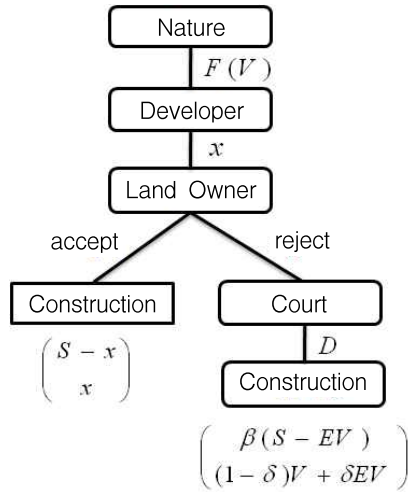 Nature
F (V )
Developer
x
Land Owner
accept
reject
Construction
Court
S − x
x
D
Construction
β (S − EV )
(1− δ )V + δEV